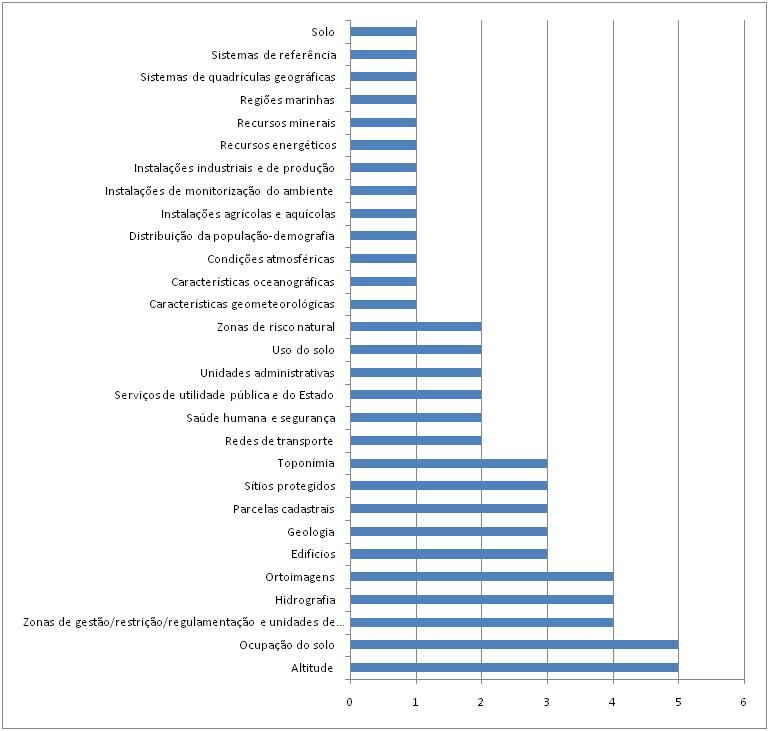 Solo
Sistemas de referência
Sistemas de quadrículas geográficas
Regiões marinhas
Recursos minerais
Recursos energéticos
Instalações industriais e de produção
Instalações de monitorização do ambiente
Instalações agrícolas e aquícolas
Distribuição da população-demografia
Condições atmosféricas
Características oceanográficas
Características geometeorológicas
Zonas de risco natural
Uso do solo
Unidades administrativas
Serviços de utilidade pública e do Estado
Saúde humana e segurança
Redes de transporte
Toponímia
Sítios protegidos
Parcelas cadastrais
Geologia
Edifícios
Ortoimagens
Hidrografia
Zonas de gestão/restrição/regulamentação e unidades de...
Ocupação do solo
Altitude
0 1 2 3 4 5 6